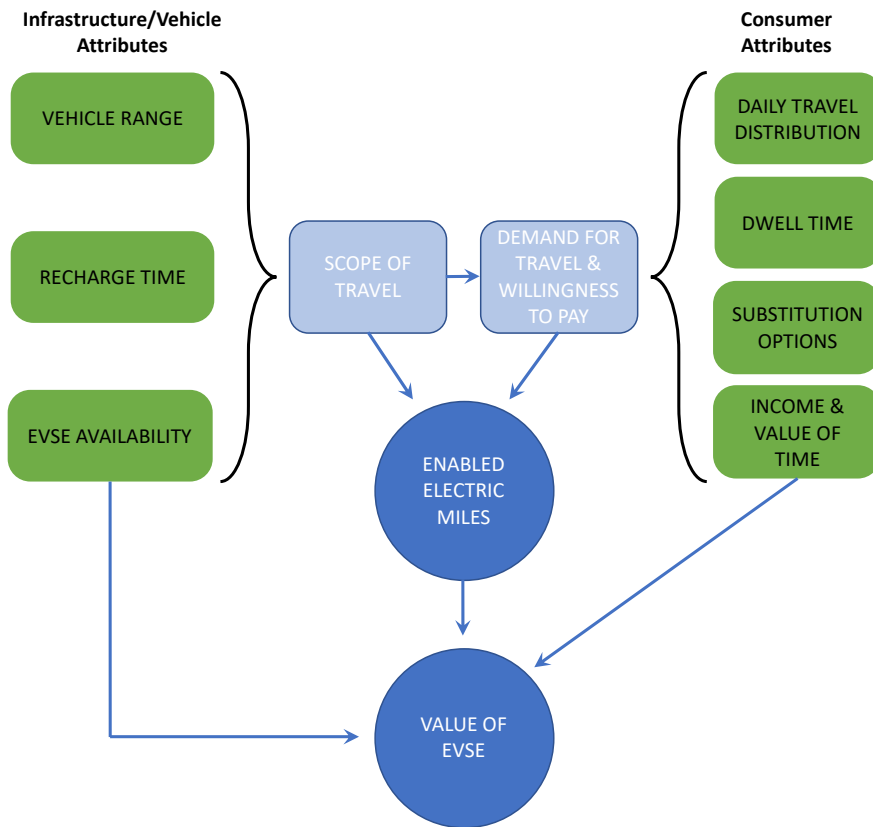 Infrastructure/Vehicle
Attributes
Consumer
Attributes
VEHICLE RANGE
RECHARGE TIME
EVSE AVAILABILITY
SCOPE OF
TRAVEL
DEMAND FOR
TRAVEL &
WILLINGNESS
TO PAY
DAILY TRAVEL
DISTRIBUTION
DWELL TIME
SUBSTITUTION
OPTIONS
INCOME &
VALUE OF
TIME
ENABLED
ELECTRIC
MILES
VALUE OF
EVSE